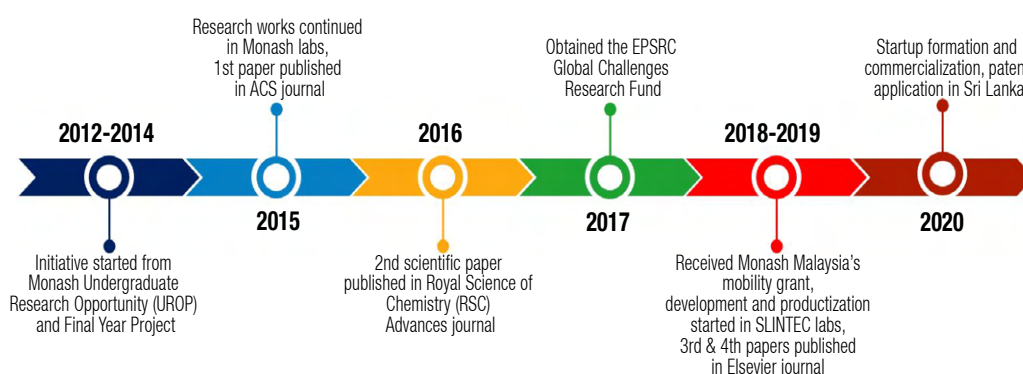 Research works continued
in Monash labs,
1st paper published
in ACS journal
Obtained the EPSRC
Global Challenges
Research Fund
Startup formation and
commercialization, paten
application in Sri Lanka
2012-2014
2016
2018-2019
2015
2017
2020
Initiative started from
Monash Undergraduate
Research Opportunity (UROP)
and Final Year Project
2nd scientific paper
published in Royal Science of
Chemistry (RSC)
Advances journal
Received Monash Malaysia’s
mobility grant,
development and productization
started in SLINTEC labs,
3rd & 4th papers published
in Elsevier journal